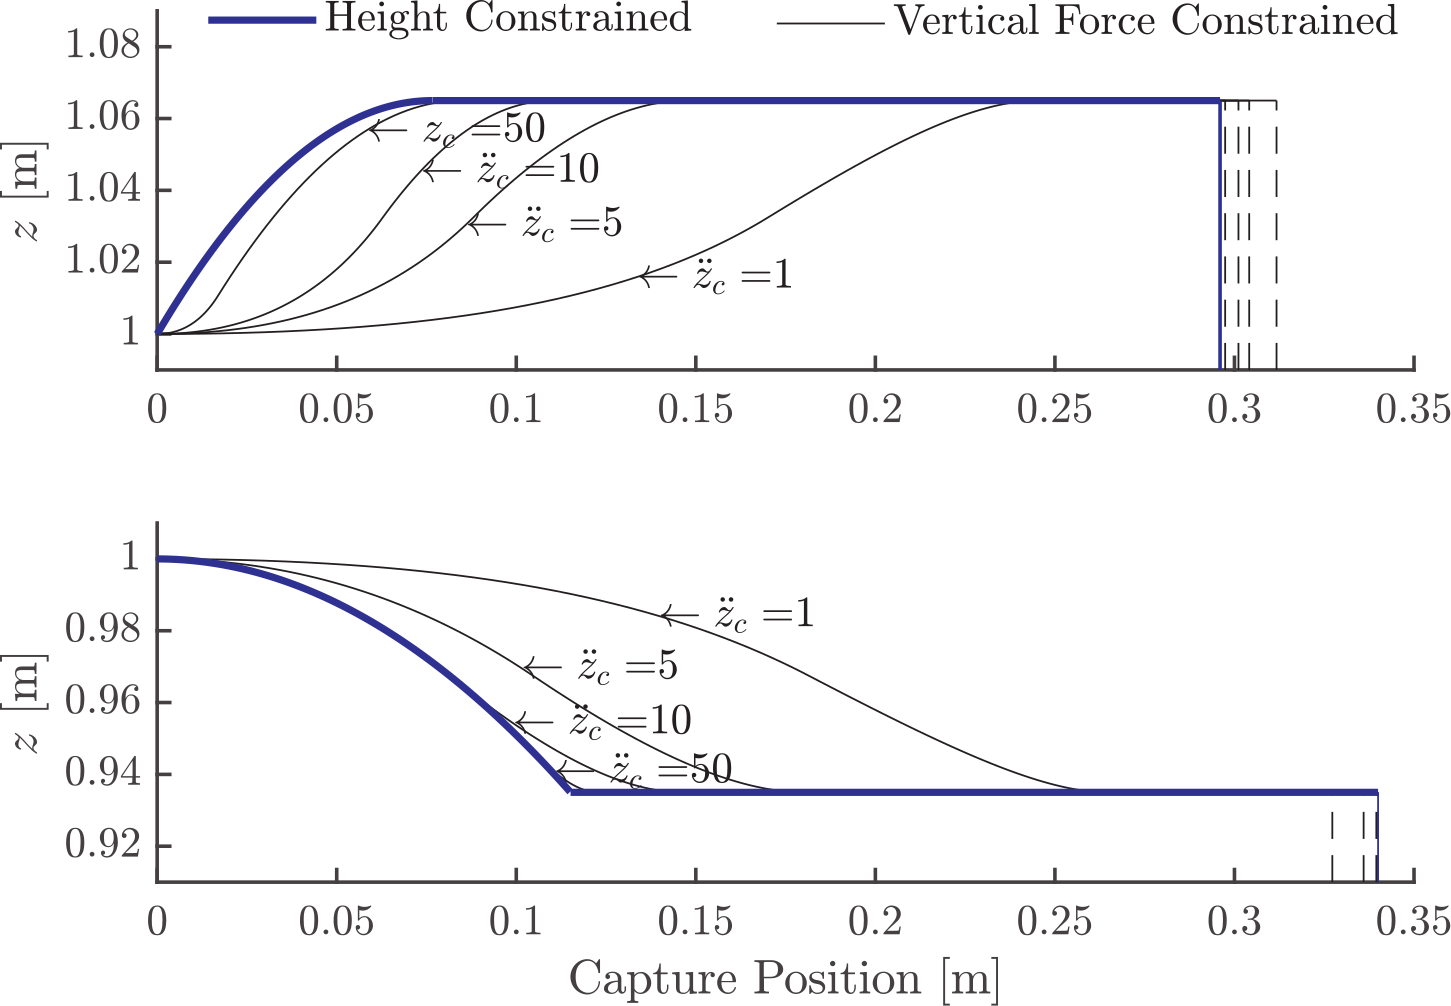 Height Constrained Vertical Force Constrained
1.08
1.06
1.04
1.02
1
z [m]
z_c =50
z̈_c =10
z̈_c =5
z̈_c =1
0 0.05 0.1 0.15 0.2 0.25 0.3 0.35
1
0.98
0.96
0.94
0.92
z [m]
z̈_c =1
z̈_c =5
z̈_c =10
z̈_c =50
0 0.05 0.1 0.15 0.2 0.25 0.3 0.35
Capture Position [m]